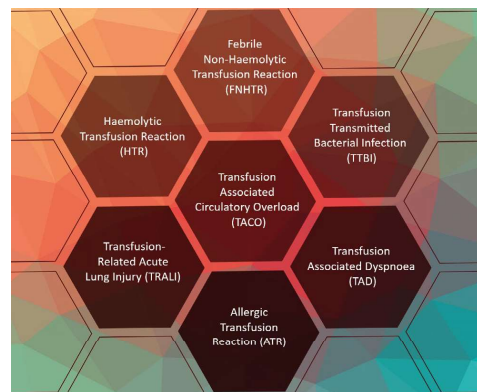 Febrile
Non-Haemolytic
Transfusion Reaction
(FNHTR)
Haemolytic
Transfusion Reaction
(HTR)
Transfusion
Transmitted
Bacterial Infection
(TTBI)
Transfusion
Associated
Circulatory Overload
(TACO)
Transfusion-
Related Acute
Lung Injury (TRALI)
Transfusion
Associated Dyspnoea
(TAD)
Allergic
Transfusion
Reaction (ATR)